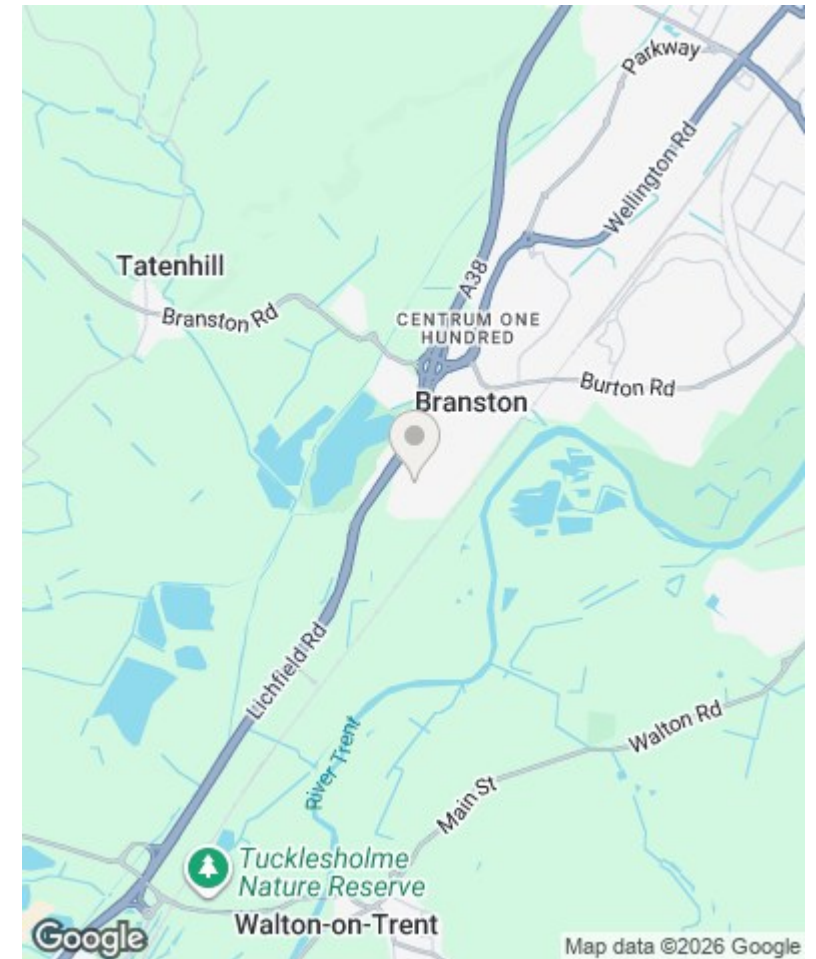 Parkway
Wellington Rd
A38
Tatenhill
Branston Rd
CENTRUM ONE
HUNDRED
Burton Rd
Branston
Lichfield Rd
River Trent
Walton Rd
Main St
Tucklesholme
Nature Reserve
Walton-on-Trent
Google
Map data ©2026 Google